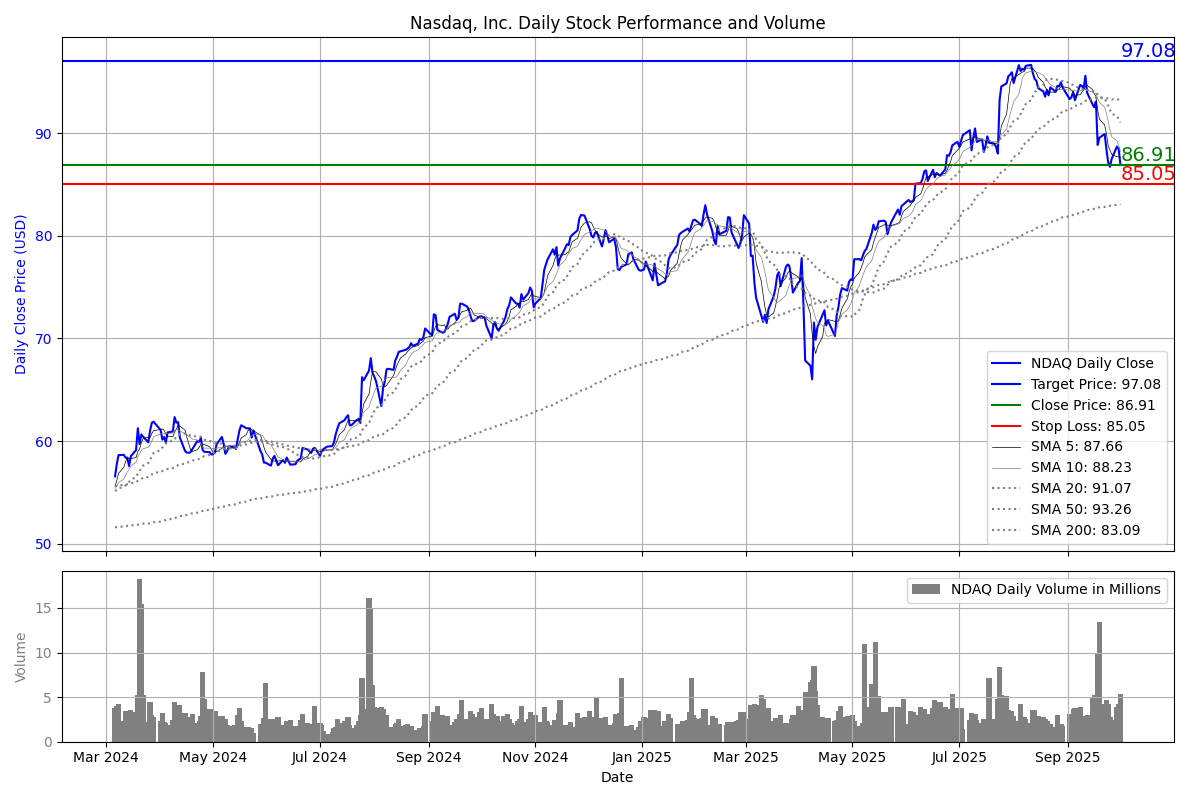 Nasdaq, Inc. Daily Stock Performance and Volume
97.08
90
86.91
85.05
80
70
60
50
Daily Close Price (USD)
NDAQ Daily Close
Target Price: 97.08
Close Price: 86.91
Stop Loss: 85.05
SMA 5: 87.66
SMA 10: 88.23
SMA 20: 91.07
SMA 50: 93.26
SMA 200: 83.09
NDAQ Daily Volume in Millions
15
10
5
0
Volume
Mar 2024 May 2024 Jul 2024 Sep 2024 Nov 2024 Jan 2025 Mar 2025 May 2025 Jul 2025 Sep 2025
Date